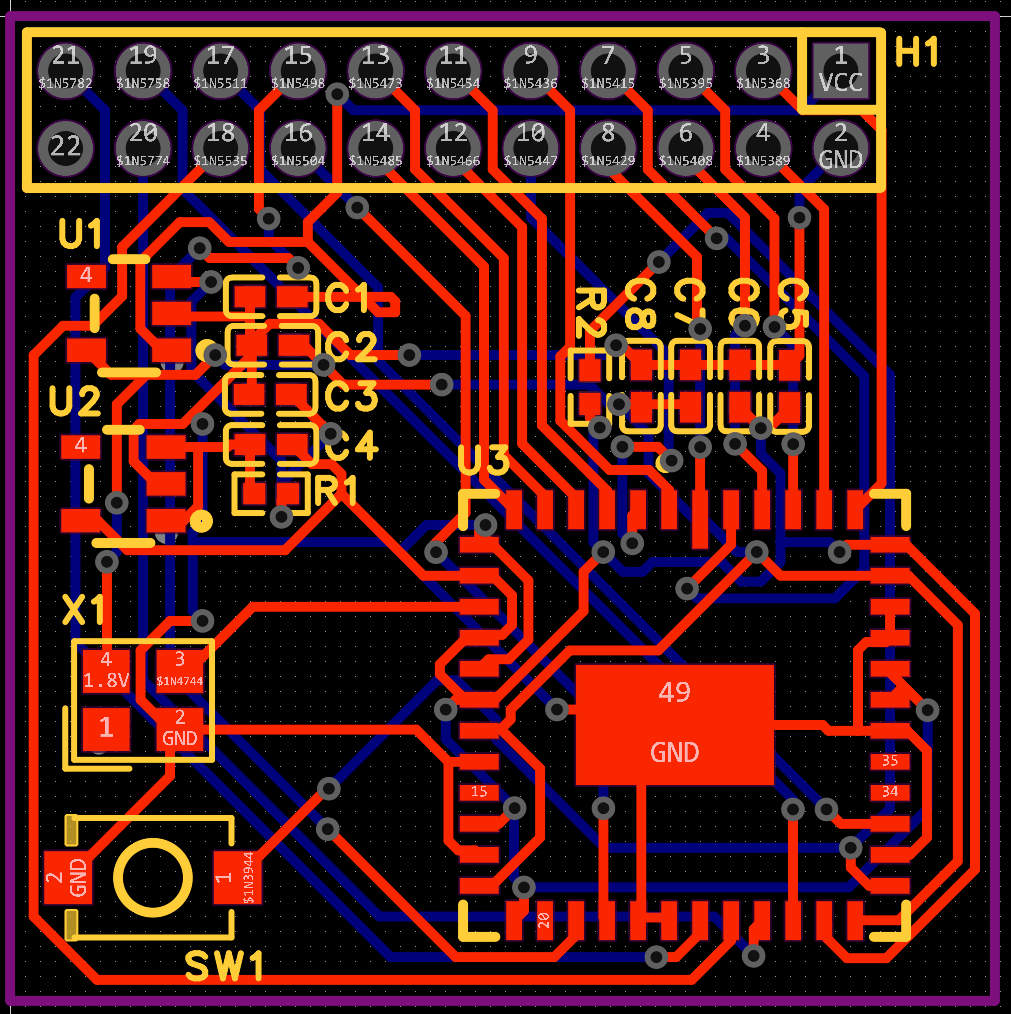 21 19 17 15 13 11 9 7 5 3 1 H1
$1N5782 $1N5758 $1N5511 $1N5498 $1N5473 $1N5454 $1N5436 $1N5415 $1N5395 $1N5368 VCC
22 20 18 16 14 12 10 8 6 4 2
$1N5774 $1N5535 $1N5504 $1N5485 $1N5466 $1N5447 $1N5429 $1N5408 $1N5389 GND
U1
4
C1
R2 C8 C7 C6 C5
C2
U2
C3
4
C4
U3
R1
X1
4 3
1.8V $1N4744
1 2
GND
49
GND
35
15 34
2
GND
1
$1N3944
20
SW1